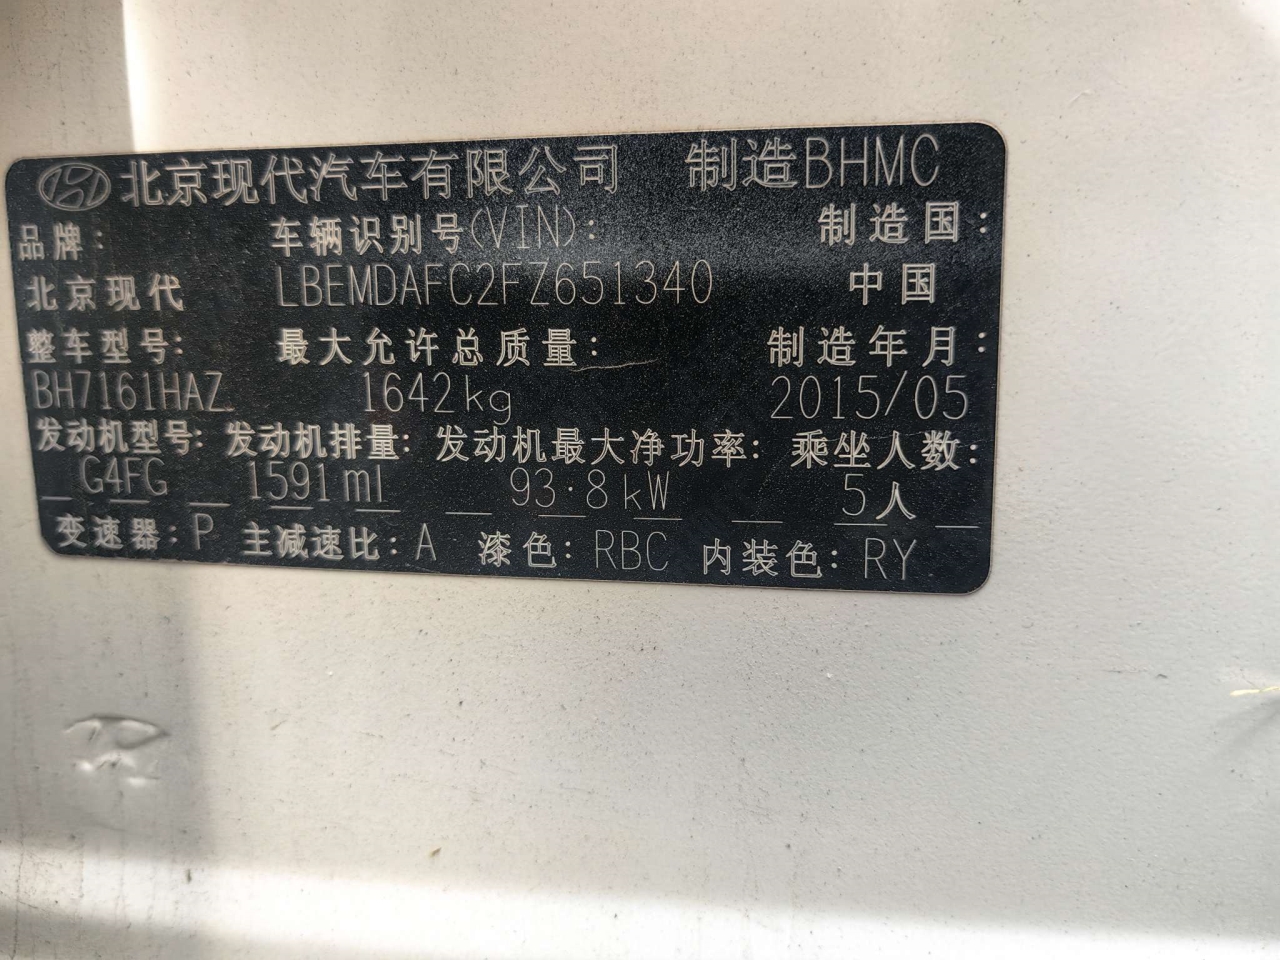 北京现代汽车有限公司 制造BHMC
品牌: 车辆识别号(VIN): 制造国:
北京现代 LBEMDAFC2FZ651340 中国
整车型号: 最大允许总质量: 制造年月:
BH7161HAZ 1642kg 2015/05
发动机型号: 发动机排量: 发动机最大净功率: 乘坐人数:
G4FG 1591ml 93.8kW 5人
变速器: P 主减速比: A 漆色: RBC 内装色: RY